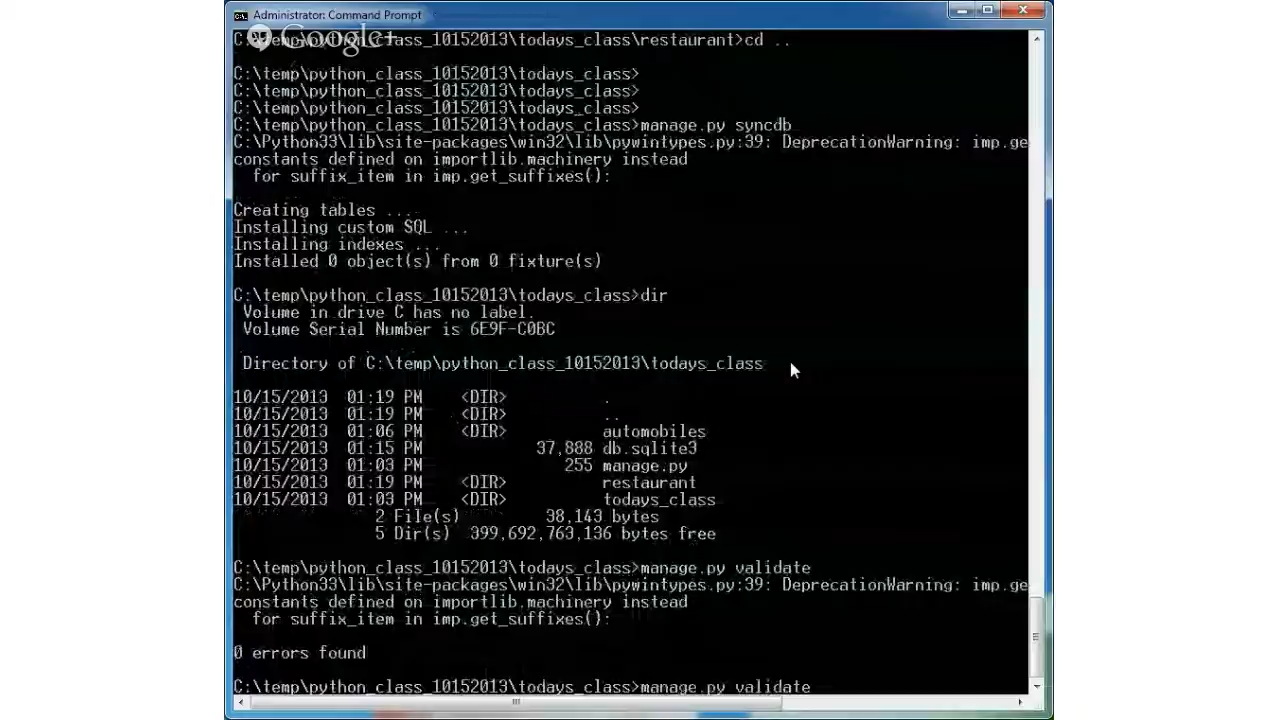 Administrator: Command Prompt
Google+
C:\temp\python_class_10152013\todays_class\restaurant>cd ..
C:\temp\python_class_10152013\todays_class>
C:\temp\python_class_10152013\todays_class>
C:\temp\python_class_10152013\todays_class>
C:\temp\python_class_10152013\todays_class>manage.py syncdb
C:\Python33\lib\site-packages\win32\lib\pywintypes.py:39: DeprecationWarning: imp.ge
constants defined on importlib.machinery instead
for suffix_item in imp.get_suffixes():
Creating tables ...
Installing custom SQL ...
Installing indexes ...
Installed 0 object(s) from 0 fixture(s)
C:\temp\python_class_10152013\todays_class>dir
Volume in drive C has no label.
Volume Serial Number is 6E9F-C0BC
Directory of C:\temp\python_class_10152013\todays_class
10/15/2013 01:19 PM <DIR> .
10/15/2013 01:19 PM <DIR> ..
10/15/2013 01:06 PM <DIR> automobiles
10/15/2013 01:15 PM 37,888 db.sqlite3
10/15/2013 01:03 PM 255 manage.py
10/15/2013 01:19 PM <DIR> restaurant
10/15/2013 01:03 PM <DIR> todays_class
2 File(s) 38,143 bytes
5 Dir(s) 399,692,763,136 bytes free
C:\temp\python_class_10152013\todays_class>manage.py validate
C:\Python33\lib\site-packages\win32\lib\pywintypes.py:39: DeprecationWarning: imp.ge
constants defined on importlib.machinery instead
for suffix_item in imp.get_suffixes():
0 errors found
C:\temp\python_class_10152013\todays_class>manage.py validate